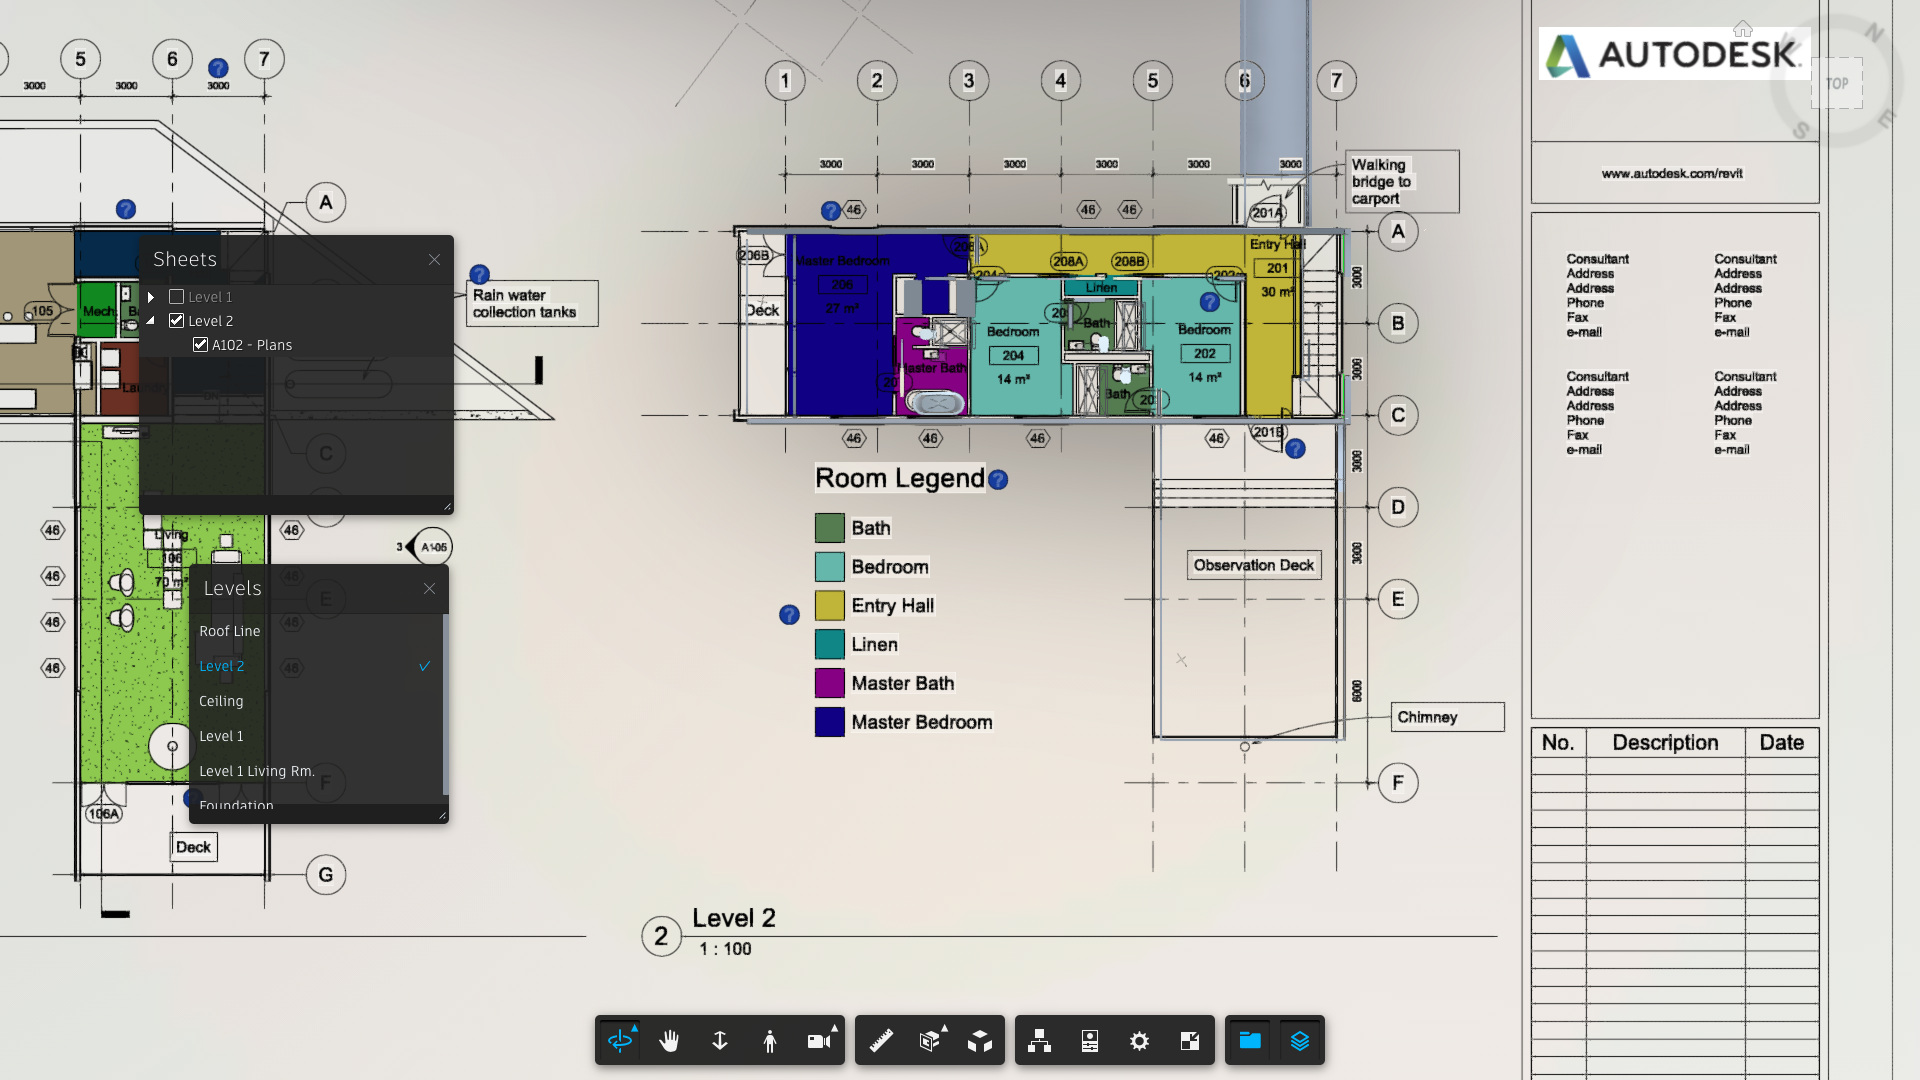 5
6
7
3000
3000
3000
A
Rain water
collection tanks
105
Mech.
C
3
A105
46
46
46
46
46
Living
106
70 m²
E
F
106A
Deck
G
Sheets
Level 1
Level 2
A102 - Plans
Levels
Roof Line
Level 2
Ceiling
Level 1
Level 1 Living Rm.
Foundation
1
2
3
4
5
6
7
3000
3000
3000
3000
3000
3000
Walking
bridge to
carport
46
46
46
201A
A
206B
Master Bedroom
206
27 m²
208A
208B
Entry Hall
201
30 m²
3000
Linen
Deck
Bath
B
Bedroom
204
14 m²
Bedroom
202
14 m²
3000
Master Bath
Bath
C
46
46
46
46
201B
3000
D
3000
Observation Deck
E
6000
Chimney
F
Room Legend
Bath
Bedroom
Entry Hall
Linen
Master Bath
Master Bedroom
2
Level 2
1 : 100
AUTODESK.
TOP
N
E
S
www.autodesk.com/revit
Consultant
Address
Address
Phone
Fax
e-mail
Consultant
Address
Address
Phone
Fax
e-mail
Consultant
Address
Address
Phone
Fax
e-mail
Consultant
Address
Address
Phone
Fax
e-mail
No. Description Date